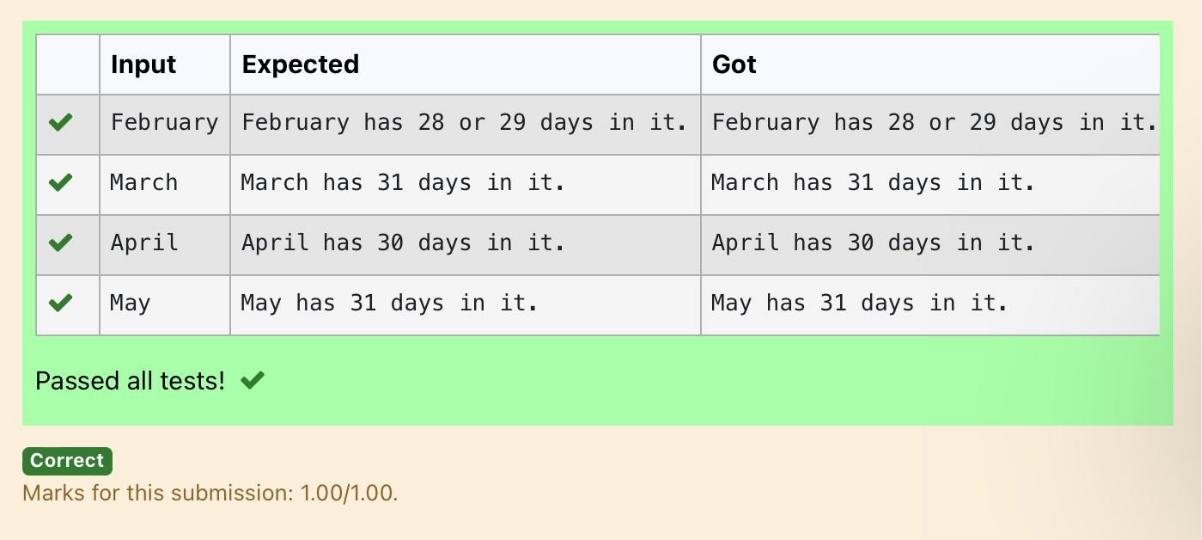 Input Expected Got
February February has 28 or 29 days in it. February has 28 or 29 days in it.
March March has 31 days in it. March has 31 days in it.
April April has 30 days in it. April has 30 days in it.
May May has 31 days in it. May has 31 days in it.
Passed all tests!
Correct
Marks for this submission: 1.00/1.00.